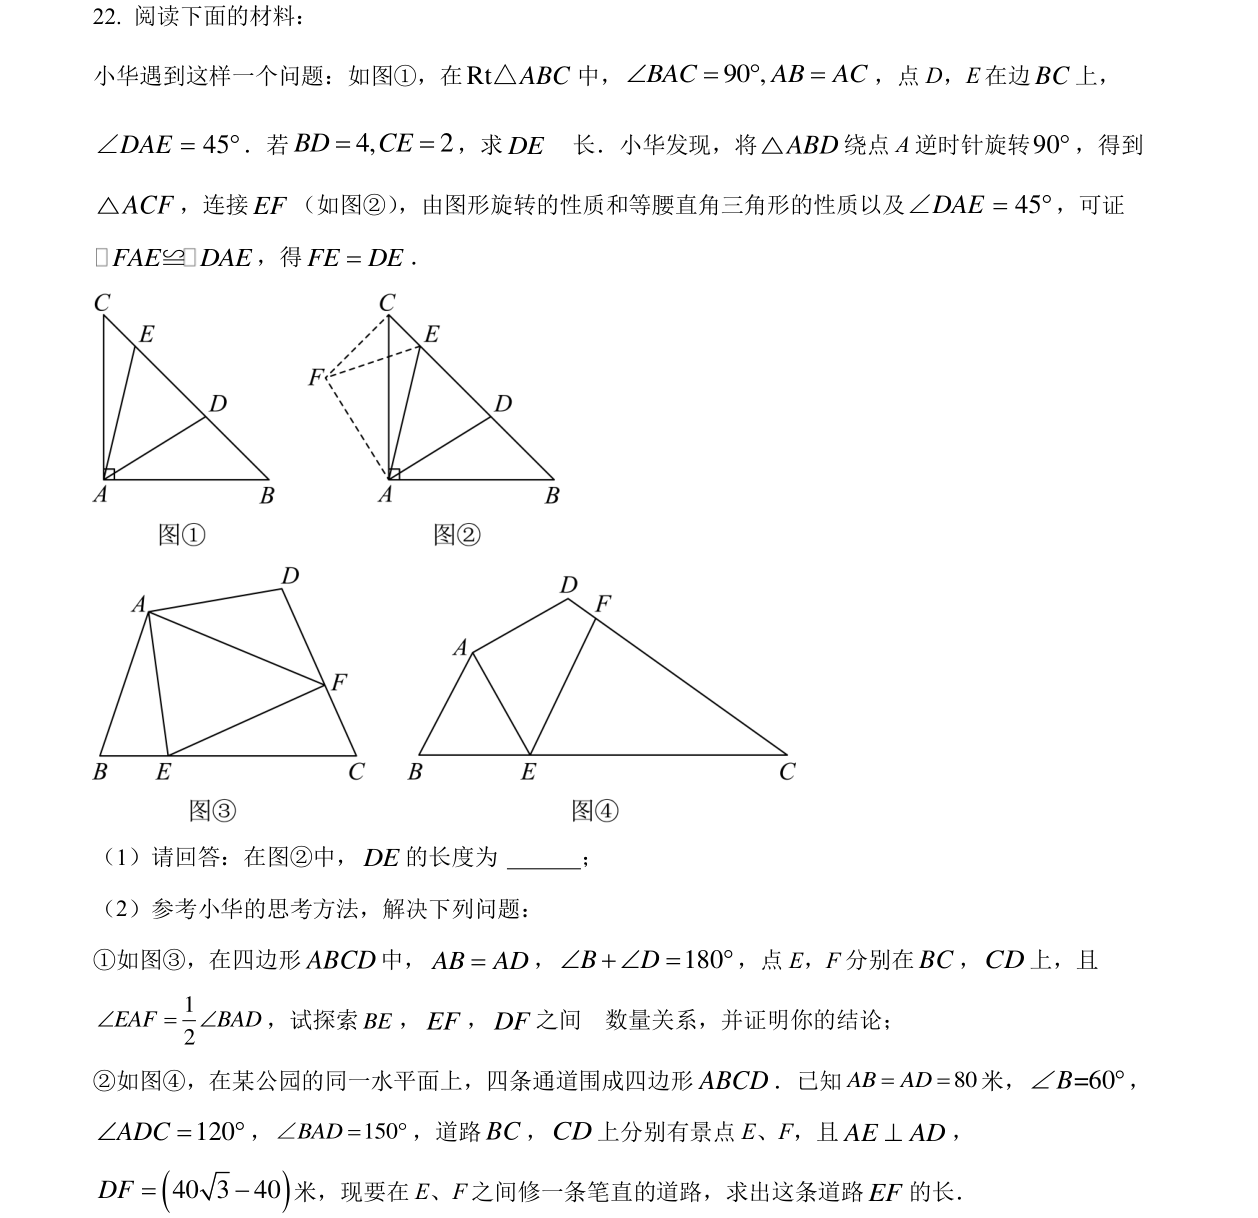 22. 阅读下面的材料：
小华遇到这样一个问题：如图①，在Rt△ABC中，∠BAC=90°,AB=AC，点D，E在边BC上，
∠DAE=45°．若BD=4,CE=2，求DE 长．小华发现，将△ABD绕点A逆时针旋转90°，得到
△ACF，连接EF（如图②），由图形旋转的性质和等腰直角三角形的性质以及∠DAE=45°，可证
□FAE≌□DAE，得FE=DE．
C
E
D
A
B
图①
C
E
F
D
A
B
图②
D
A
F
B
E
C
图③
D
F
A
B
E
C
图④
（1）请回答：在图②中，DE的长度为 ______；
（2）参考小华的思考方法，解决下列问题：
①如图③，在四边形ABCD中，AB=AD，∠B+∠D=180°，点E，F分别在BC，CD上，且
∠EAF=1/2∠BAD，试探索BE，EF，DF之间 数量关系，并证明你的结论；
②如图④，在某公园的同一水平面上，四条通道围成四边形ABCD．已知AB=AD=80米，∠B=60°，
∠ADC=120°，∠BAD=150°，道路BC，CD上分别有景点E、F，且AE⊥AD，
DF=(40√3−40)米，现要在E、F之间修一条笔直的道路，求出这条道路EF的长．